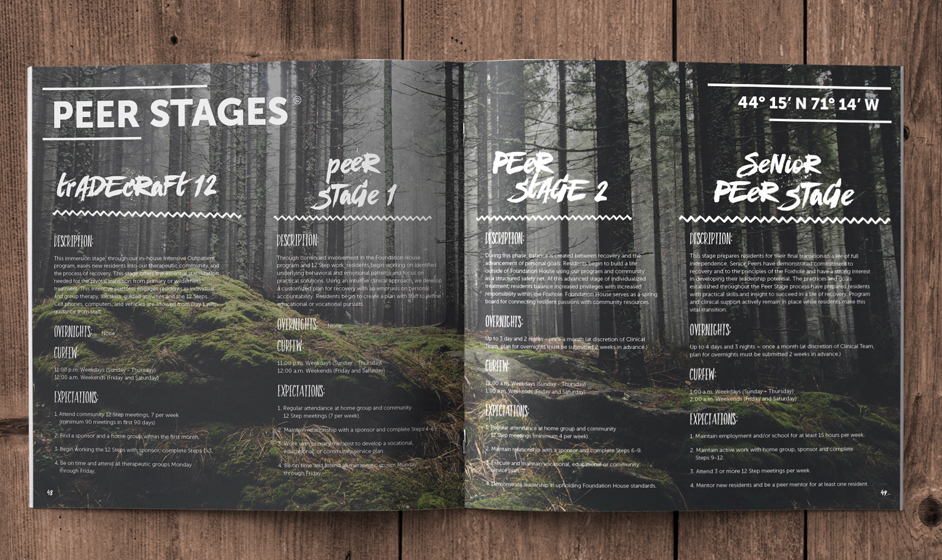 PEER STAGES®
44° 15′ N 71° 14′ W
trADEcRaFt 12
DESCRIPTION:
This immersion stage, through our in-house Intensive Outpatient
program, eases new residents into our therapeutic community and
the process of recovery. This stage offers
needed for the pivotal transition from primary or wilderness
treatment.
and group therapy, life skills, goal activities and the 12 Steps.
Cell phones, computers, and vehicles are
guidance from staff.
OVERNIGHTS: None
CURFEW:
11:00 p.m. Weekdays (Sunday - Thursday)
12:00 a.m. Weekends (Friday and Saturday)
EXPECTATIONS:
1. Attend community 12 Step meetings, 7 per week
(minimum 90 meetings in first 90 days)
2. Find a sponsor and a home group within the first month.
3. Begin working the 12 Steps with sponsor, complete Steps 1-3.
4. Be on time and attend all therapeutic groups Monday
through Friday.
48
peeR
STaGe 1
DESCRIPTION:
Through continued involvement in the Foundation House
program and 12 Step work, residents begin working on identified
underlying behavioral and emotional patterns and focus on
practical solutions. Using an intensive clinical approach, we develop
a customized plan for recovery with an emphasis on personal
accountability. Residents begin to create a plan with staff to
educational or vocational pursuits.
OVERNIGHTS:
CURFEW:
11:00 p.m. Weekdays (Sunday - Thursday)
12:00 a.m. Weekends (Friday and Saturday)
EXPECTATIONS:
1. Regular attendance at home group and community
12 Step meetings (7 per week)
2. Maintain relationship with a sponsor and complete Steps 4-
3. Work with primary therapist to develop a vocational,
educational, or community service plan.
4. Be on time and attend all therapeutic groups Monday
through Friday.
PEeR
STAGE 2
DESCRIPTION:
During this phase, balance is created between recovery and the
advancement of personal goals. Residents begin to build a life
outside of Foundation House using our program and community
as a structured safety net. At this advanced stage of individualized
treatment, residents balance increased privileges with increased
responsibility within the Foxhole. Foundation House serves as a spring
board for connecting resident passions with community resources.
OVERNIGHTS:
Up to 3 day and 2 nights – once a month (at discretion of Clinical
Team, plan for overnights must be submitted 2 weeks in advance.)
CURFEW:
12:00 a.m. Weekdays (Sunday - Thursday)
1:00 a.m. Weekends (Friday and Saturday)
EXPECTATIONS:
1. Regular attendance at home group and community
12 Step meetings (minimum 4 per week)
2. Maintain relationship with a sponsor and complete Steps 6-9.
3. Execute and maintain vocational, educational or community
service plan.
4. Demonstrate leadership in upholding Foundation House standards.
SeNioR
PEeR STaGe
DESCRIPTION:
This stage prepares residents for their final transition to a life of full
independence. Senior Peers have demonstrated commitment to
recovery and to the principles of the Foxhole and have a strong interest
in developing their leadership potential. The practices and goals
established throughout the Peer Stage process have prepared residents
with practical skills and insight to succeed in a life of recovery. Program
and clinical support actively remain in place while residents make this
vital transition.
OVERNIGHTS:
Up to 4 days and 3 nights – once a month (at discretion of Clinical Team,
plan for overnights must be submitted 2 weeks in advance.)
CURFEW:
1:00 a.m. Weekdays (Sunday - Thursday)
2:00 a.m. Weekends (Friday and Saturday)
EXPECTATIONS:
1. Maintain employment and/or school for at least 15 hours per week.
2. Maintain active work with home group, sponsor and complete
Steps 9-12.
3. Attend 3 or more 12 Step meetings per week.
4. Mentor new residents and be a peer mentor for at least one resident.
49